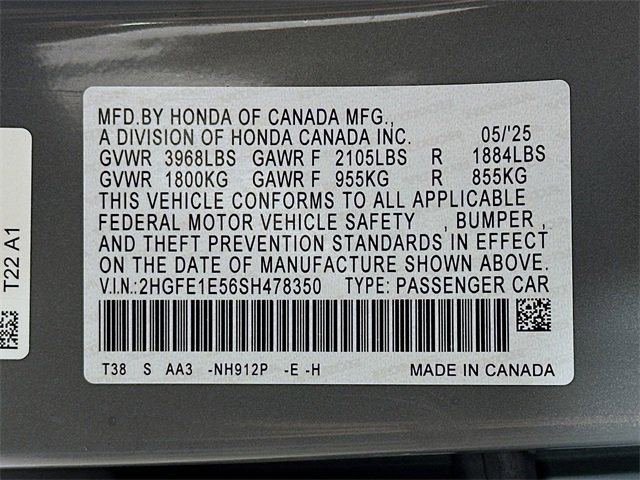 MFD.BY HONDA OF CANADA MFG.,
A DIVISION OF HONDA CANADA INC. 05/'25
GVWR 3968LBS GAWR F 2105LBS R 1884LBS
GVWR 1800KG GAWR F 955KG R 855KG
THIS VEHICLE CONFORMS TO ALL APPLICABLE
FEDERAL MOTOR VEHICLE SAFETY , BUMPER ,
AND THEFT PREVENTION STANDARDS IN EFFECT
ON THE DATE OF MANUFACTURE SHOWN ABOVE.
V.I.N.:2HGFE1E56SH478350 TYPE: PASSENGER CAR
T38 S AA3 -NH912P -E -H MADE IN CANADA
T22 A1